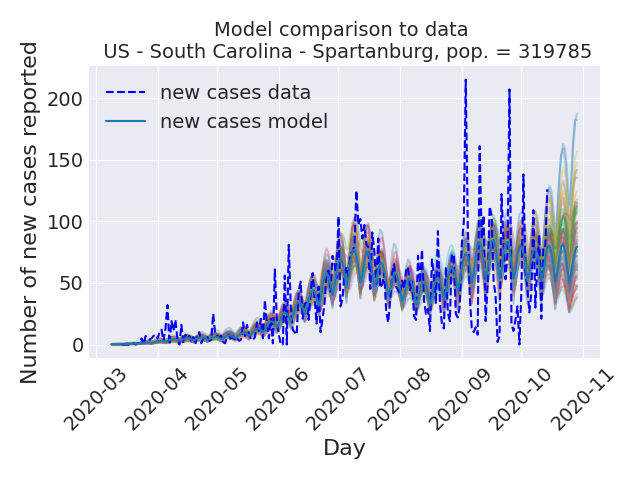 Model comparison to data
US - South Carolina - Spartanburg, pop. = 319785
new cases data
new cases model
Number of new cases reported
200
150
100
50
0
2020-03
2020-04
2020-05
2020-06
2020-07
2020-08
2020-09
2020-10
2020-11
Day